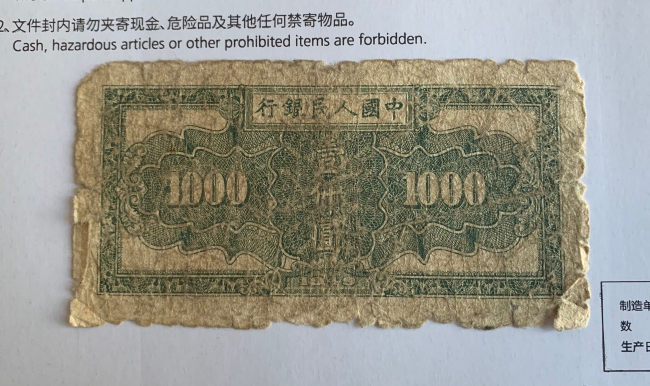 2、文件封内请勿夹寄现金、危险品及其他任何禁寄物品。
Cash, hazardous articles or other prohibited items are forbidden.
行銀民人國中
1000
壹仟圓
1000
制造年
数
生产日